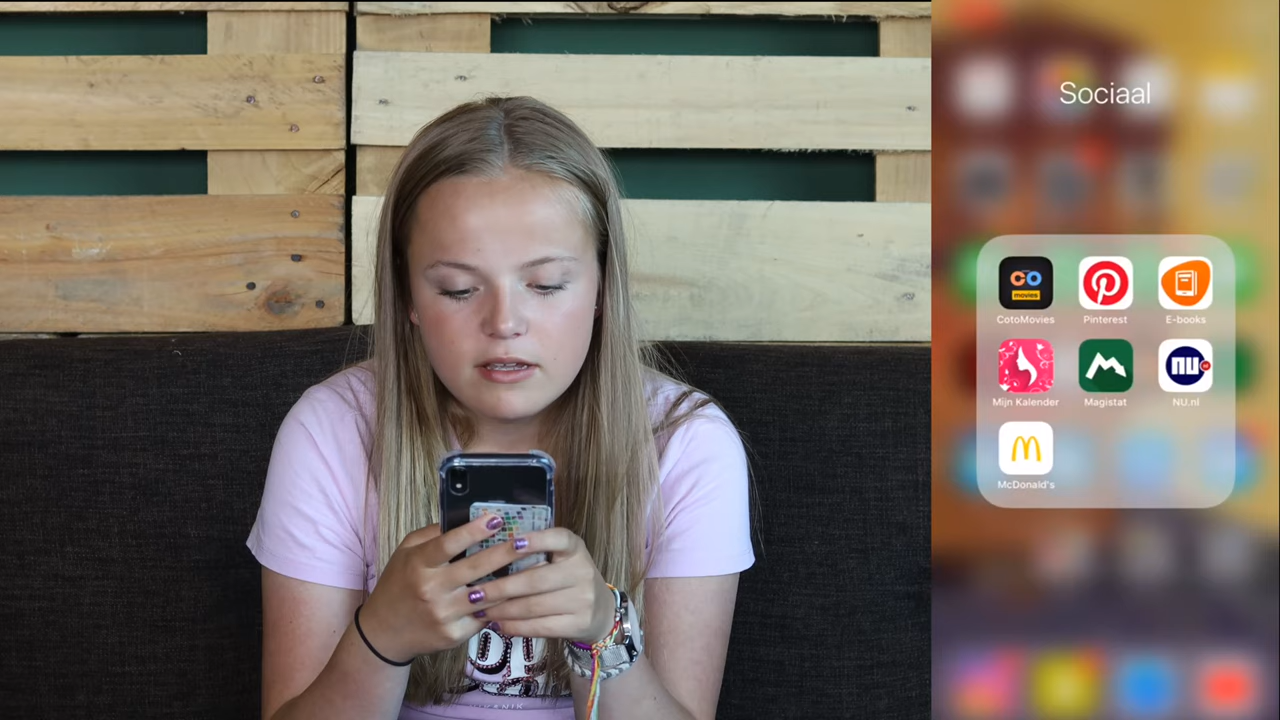 Sociaal
CO
movies
CotoMovies
Pinterest
E-books
Mijn Kalender
Magistat
NU
NU.nl
McDonald's